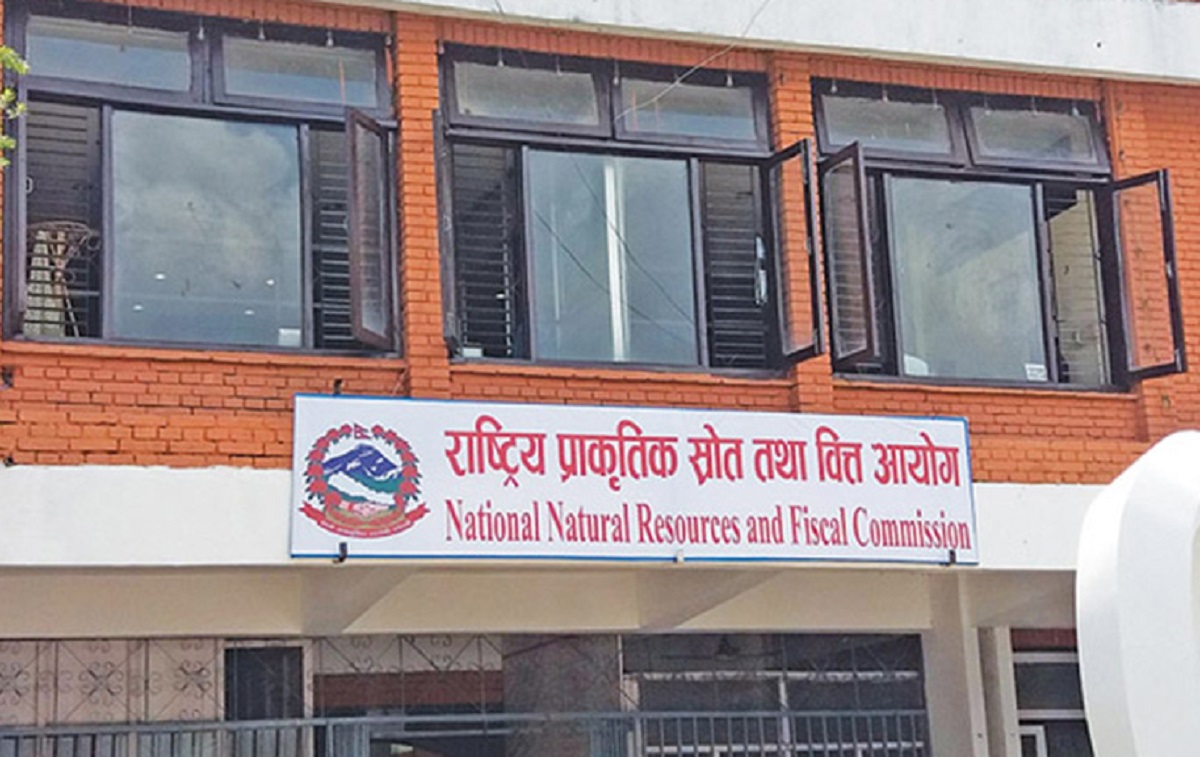 राष्ट्रिय प्राकृतिक स्रोत तथा वित्त आयोग
National Natural Resources and Fiscal Commission